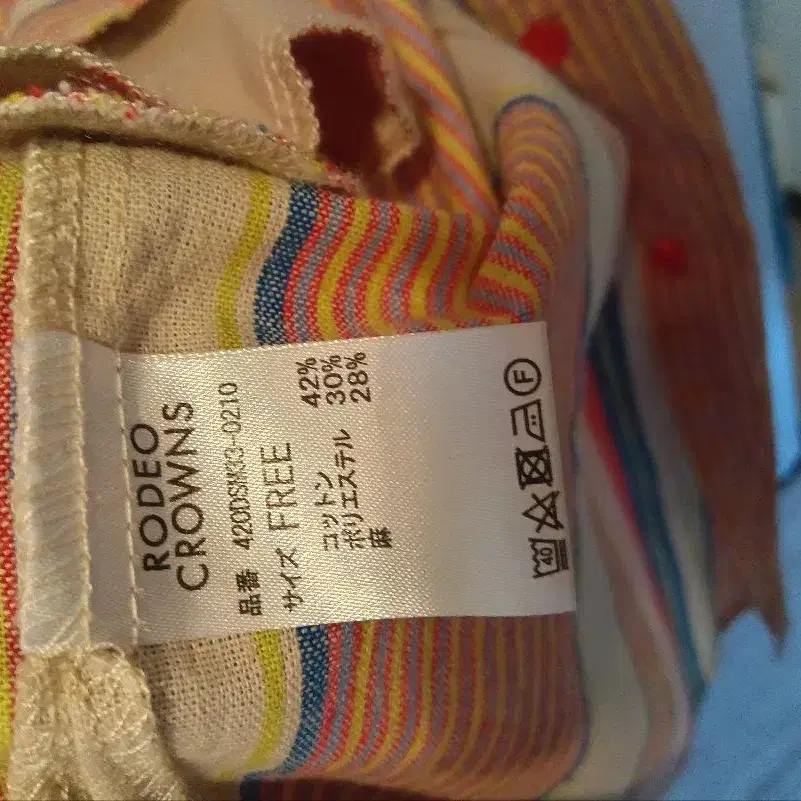 RODEO
CROWNS
品番 420DSM33-0210
サイズ FREE
コットン 42%
ポリエステル 30%
麻 28%
40
F